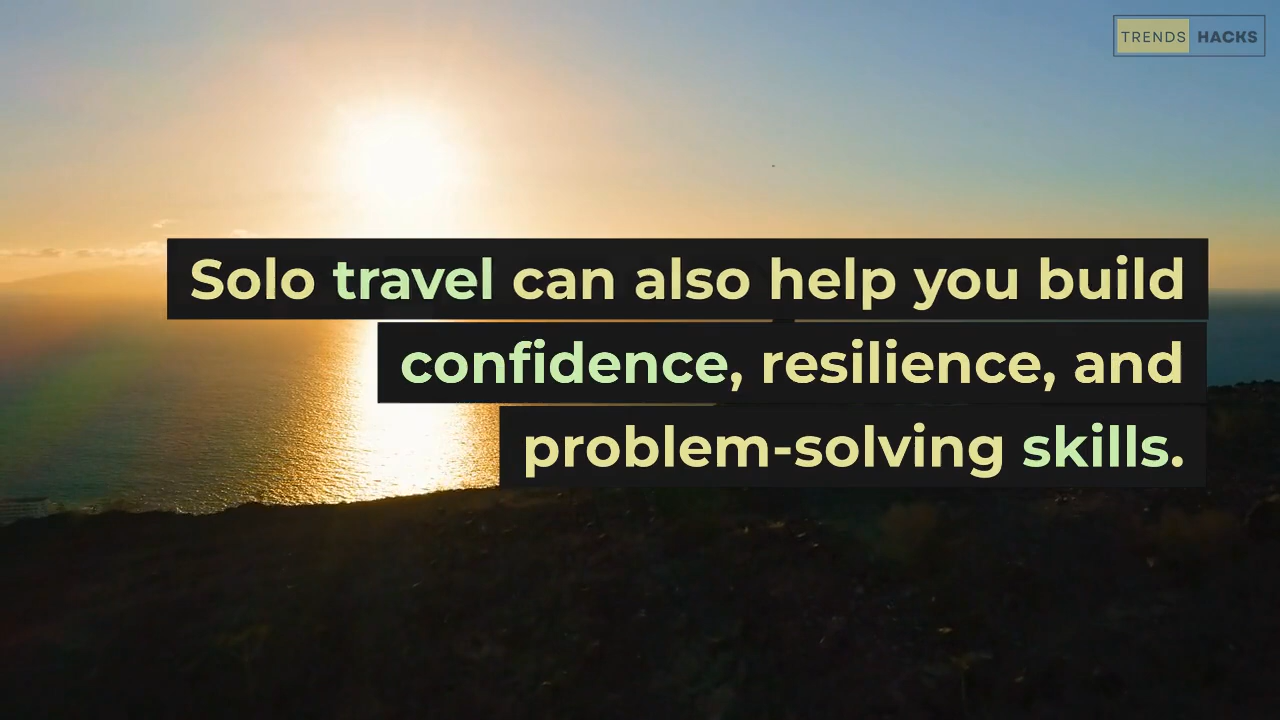 TRENDS HACKS
Solo travel can also help you build
confidence, resilience, and
problem-solving skills.